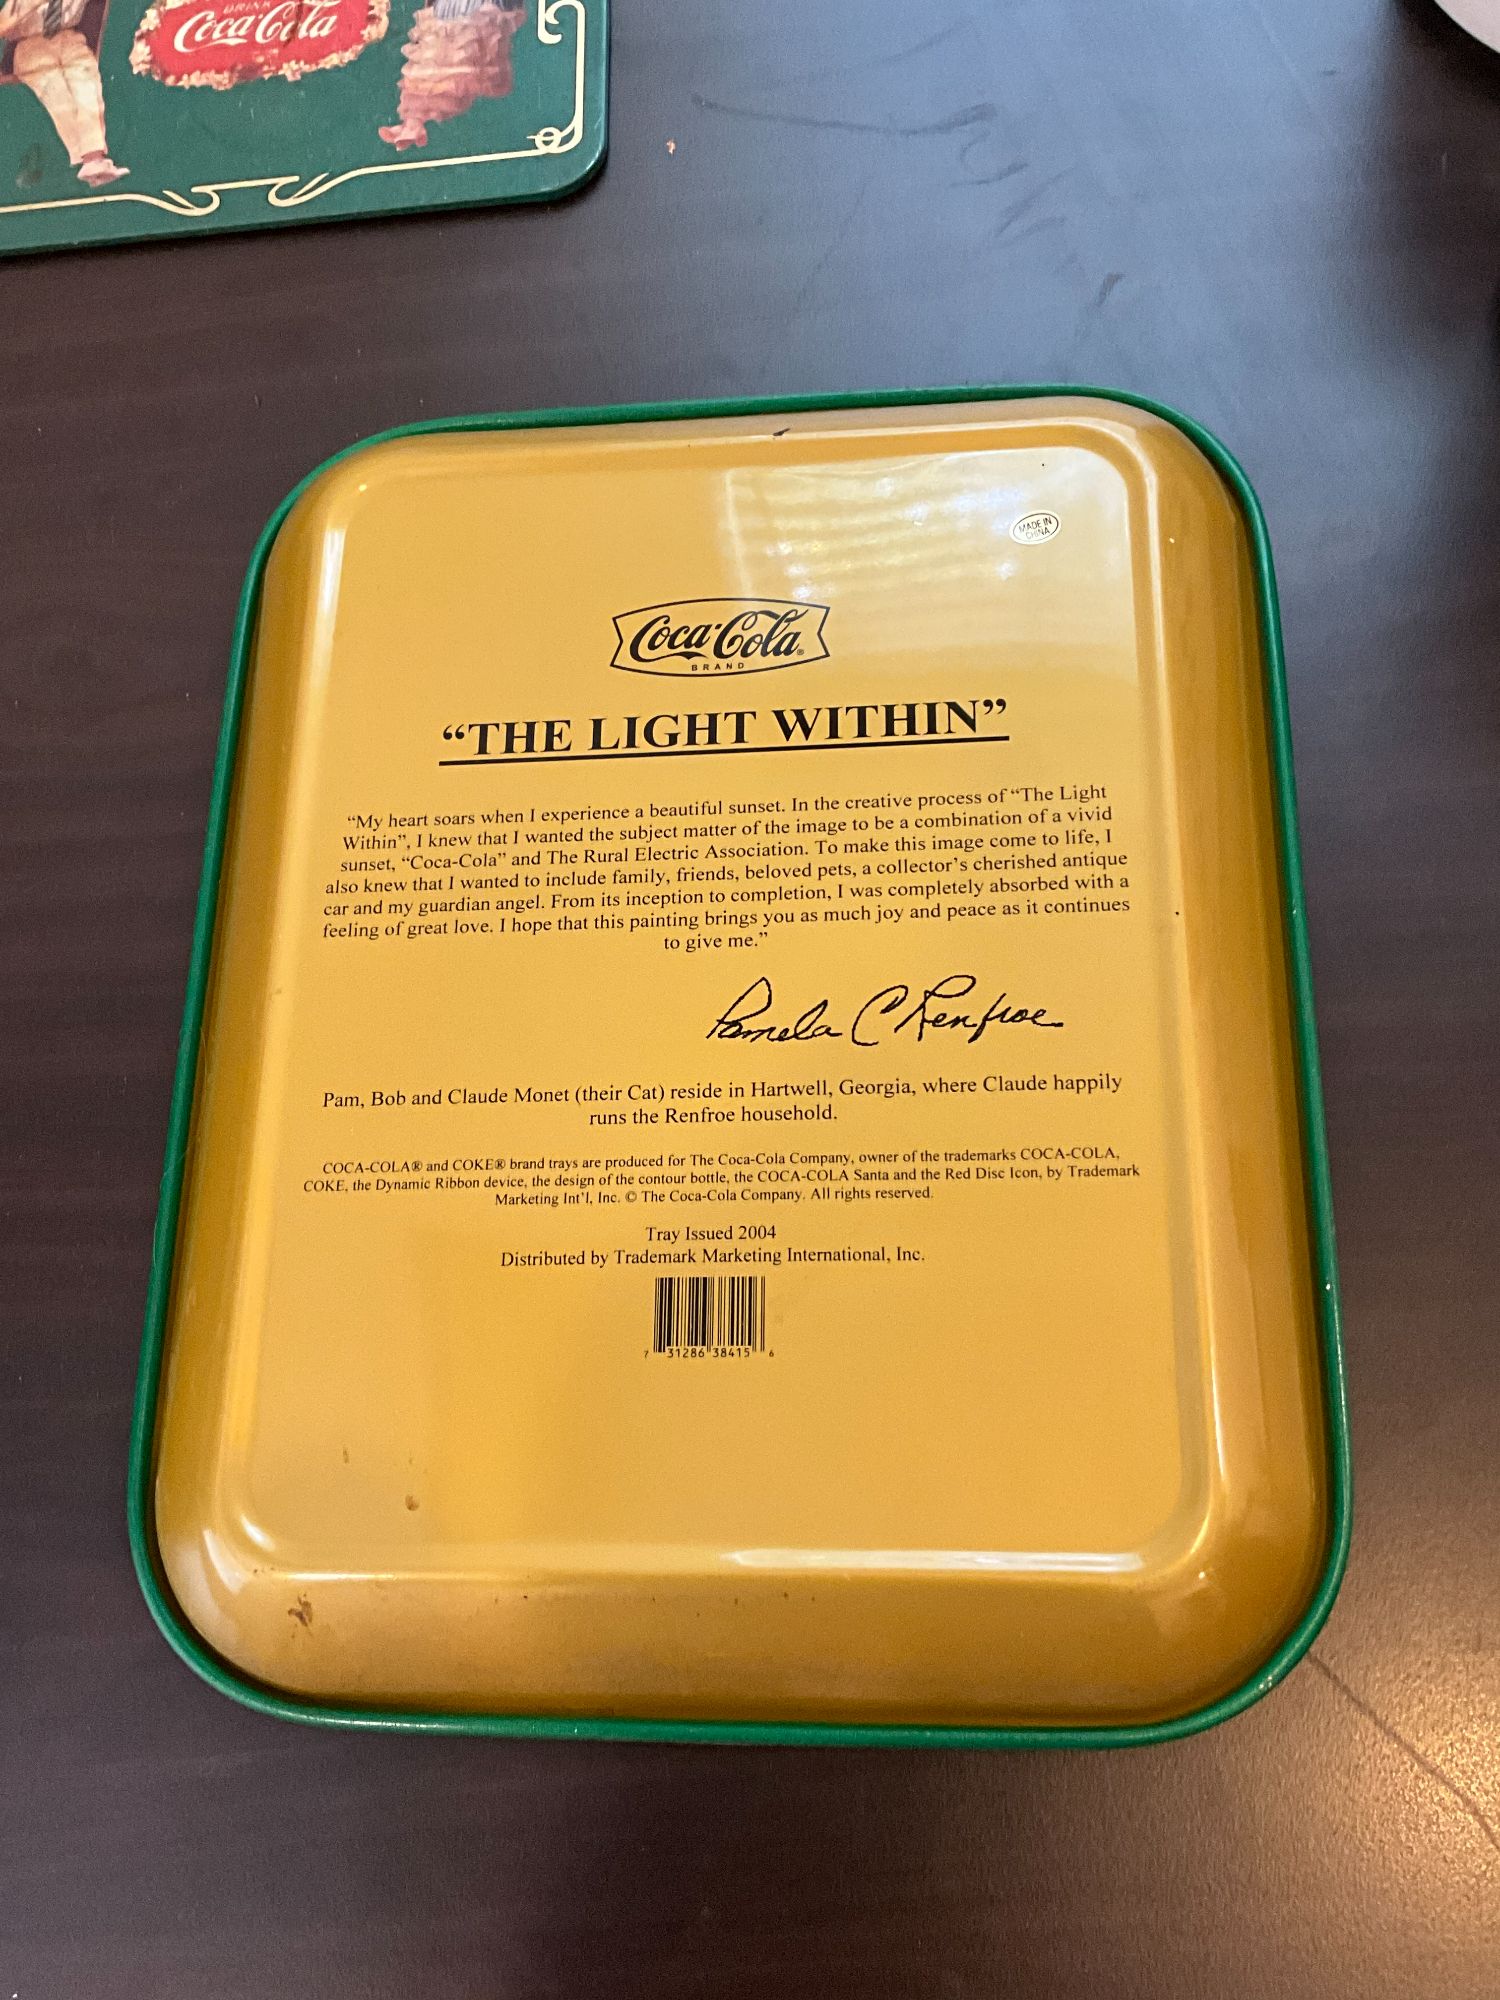 DRINK
Coca-Cola
MADE IN
CHINA
Coca-Cola®
BRAND
“THE LIGHT WITHIN”
“My heart soars when I experience a beautiful sunset. In the creative process of “The Light
Within”, I knew that I wanted the subject matter of the image to be a combination of a vivid
sunset, “Coca-Cola” and The Rural Electric Association. To make this image come to life, I
also knew that I wanted to include family, friends, beloved pets, a collector’s cherished antique
car and my guardian angel. From its inception to completion, I was completely absorbed with a
feeling of great love. I hope that this painting brings you as much joy and peace as it continues
to give me.”
Pamela C Renfroe
Pam, Bob and Claude Monet (their Cat) reside in Hartwell, Georgia, where Claude happily
runs the Renfroe household.
COCA-COLA® and COKE® brand trays are produced for The Coca-Cola Company, owner of the trademarks COCA-COLA,
COKE, the Dynamic Ribbon device, the design of the contour bottle, the COCA-COLA Santa and the Red Disc Icon, by Trademark
Marketing Int’l, Inc. © The Coca-Cola Company. All rights reserved.
Tray Issued 2004
Distributed by Trademark Marketing International, Inc.
7 31286 38415 6